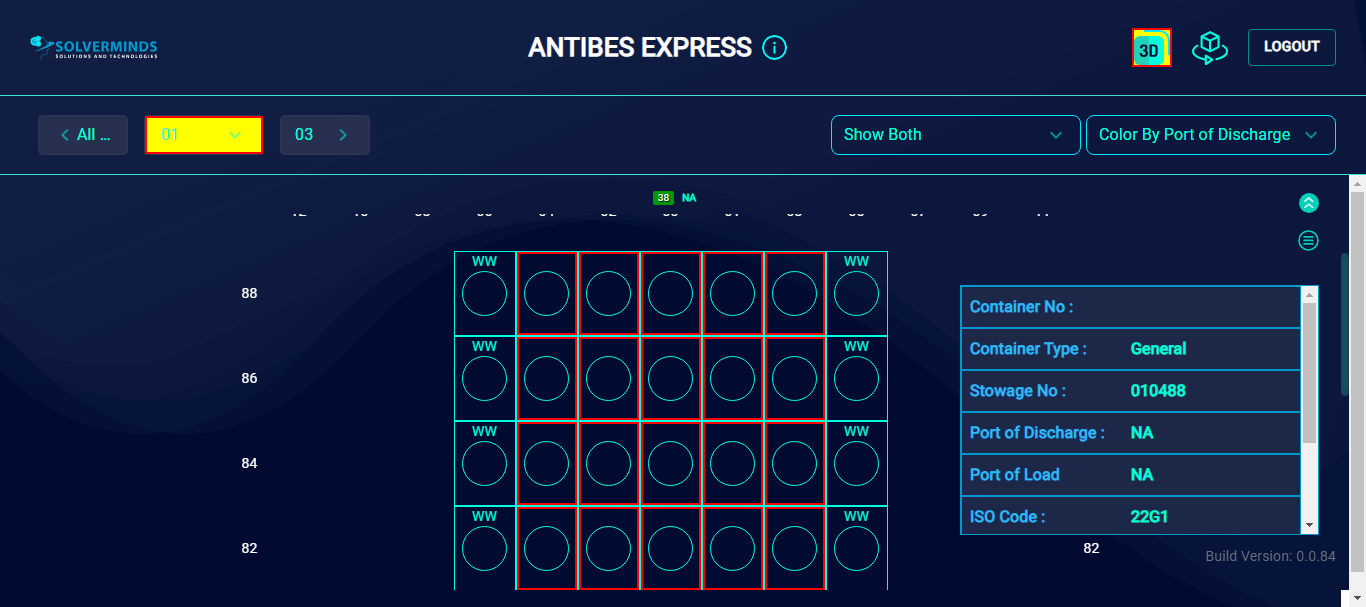 SOLVERMINDS
SOLUTIONS AND TECHNOLOGIES
ANTIBES EXPRESS
3D
LOGOUT
All ...
01
03
Show Both
Color By Port of Discharge
38 NA
WW WW
88
WW WW
86
WW WW
84
WW WW
82
Container No :
Container Type : General
Stowage No : 010488
Port of Discharge : NA
Port of Load NA
ISO Code : 22G1
82
Build Version: 0.0.84